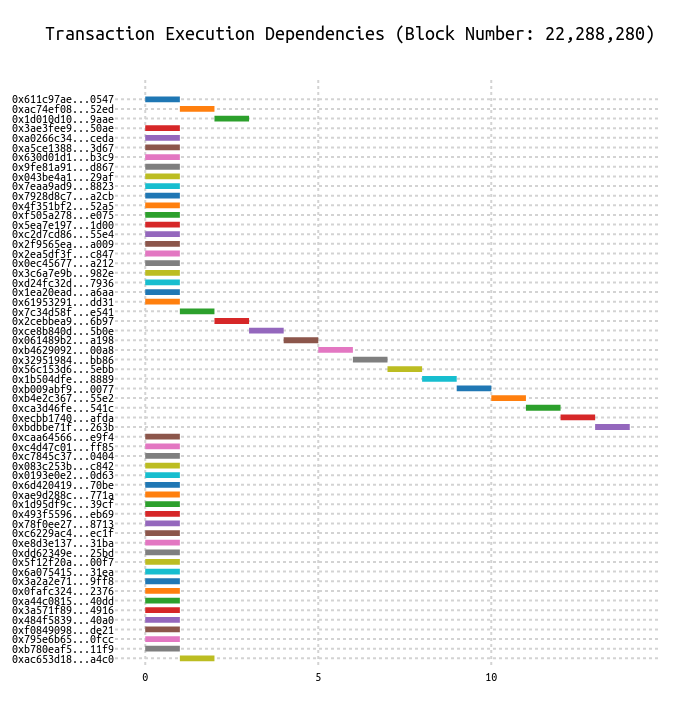 Transaction Execution Dependencies (Block Number: 22,288,280)
0x611c97ae...0547
0xac74ef08...52ed
0x1d010d10...9aae
0x3ae3fee9...50ae
0xa0266c34...ceda
0xa5ce1388...3d67
0x630d01d1...b3c9
0x9fe81a91...d867
0x043be4a1...29af
0x7eaa9ad9...8823
0x7928d8c7...a2cb
0x4f351bf2...52a5
0xf505a278...e075
0x5ea7e197...1d00
0xc2d7cd86...55e4
0x2f9565ea...a009
0x2ea5df3f...c847
0x0ec45677...a212
0x3c6a7e9b...982e
0xd24fc32d...7936
0x1ea20ead...a6aa
0x61953291...dd31
0x7c34d58f...e541
0x2cebbea9...6b97
0xce8b840d...5b0e
0x061489b2...a198
0xb4629092...00a8
0x32951984...bb86
0x56c153d6...5ebb
0x1b504dfe...8889
0xb009abf9...0077
0xb4e2c367...55e2
0xca3d46fe...541c
0xecbb1740...afda
0xbdbbe71f...263b
0xcaa64566...e9f4
0xc4d47c01...ff85
0xc7845c37...0404
0x083c253b...c842
0x0193e0e2...0d63
0x6d420419...70be
0xae9d288c...771a
0x1d95df9c...39cf
0x493f5596...eb69
0x78f0ee27...8713
0xc6229ac4...ec1f
0xe8d3e137...31ba
0xdd62349e...25bd
0x5f12f20a...00f7
0x6a075415...31ea
0x3a2a2e71...9ff8
0x0fafc324...2376
0xa44c0815...40dd
0x3a571f89...4916
0x484f5839...40a0
0xf0849098...de21
0x795e6b65...0fcc
0xb780eaf5...11f9
0xac653d18...a4c0
0 5 10